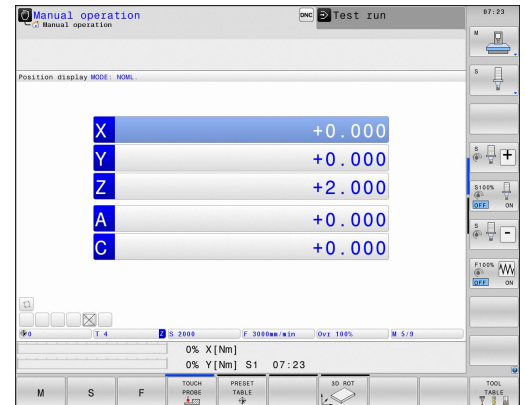 Manual operation
Manual operation
DNC
Test run
07:23
Position display MODE: NOML.
M
S
X +0.000
Y +0.000
Z +2.000
A +0.000
C +0.000
S
S100%
OFF ON
S
F100%
OFF ON
0 T 4 Z S 2000 F 3000mm/min Ovr 100% M 5/9
0% X[Nm]
0% Y[Nm] S1 07:23
M
S
F
TOUCH PROBE
PRESET TABLE
3D ROT
TOOL TABLE